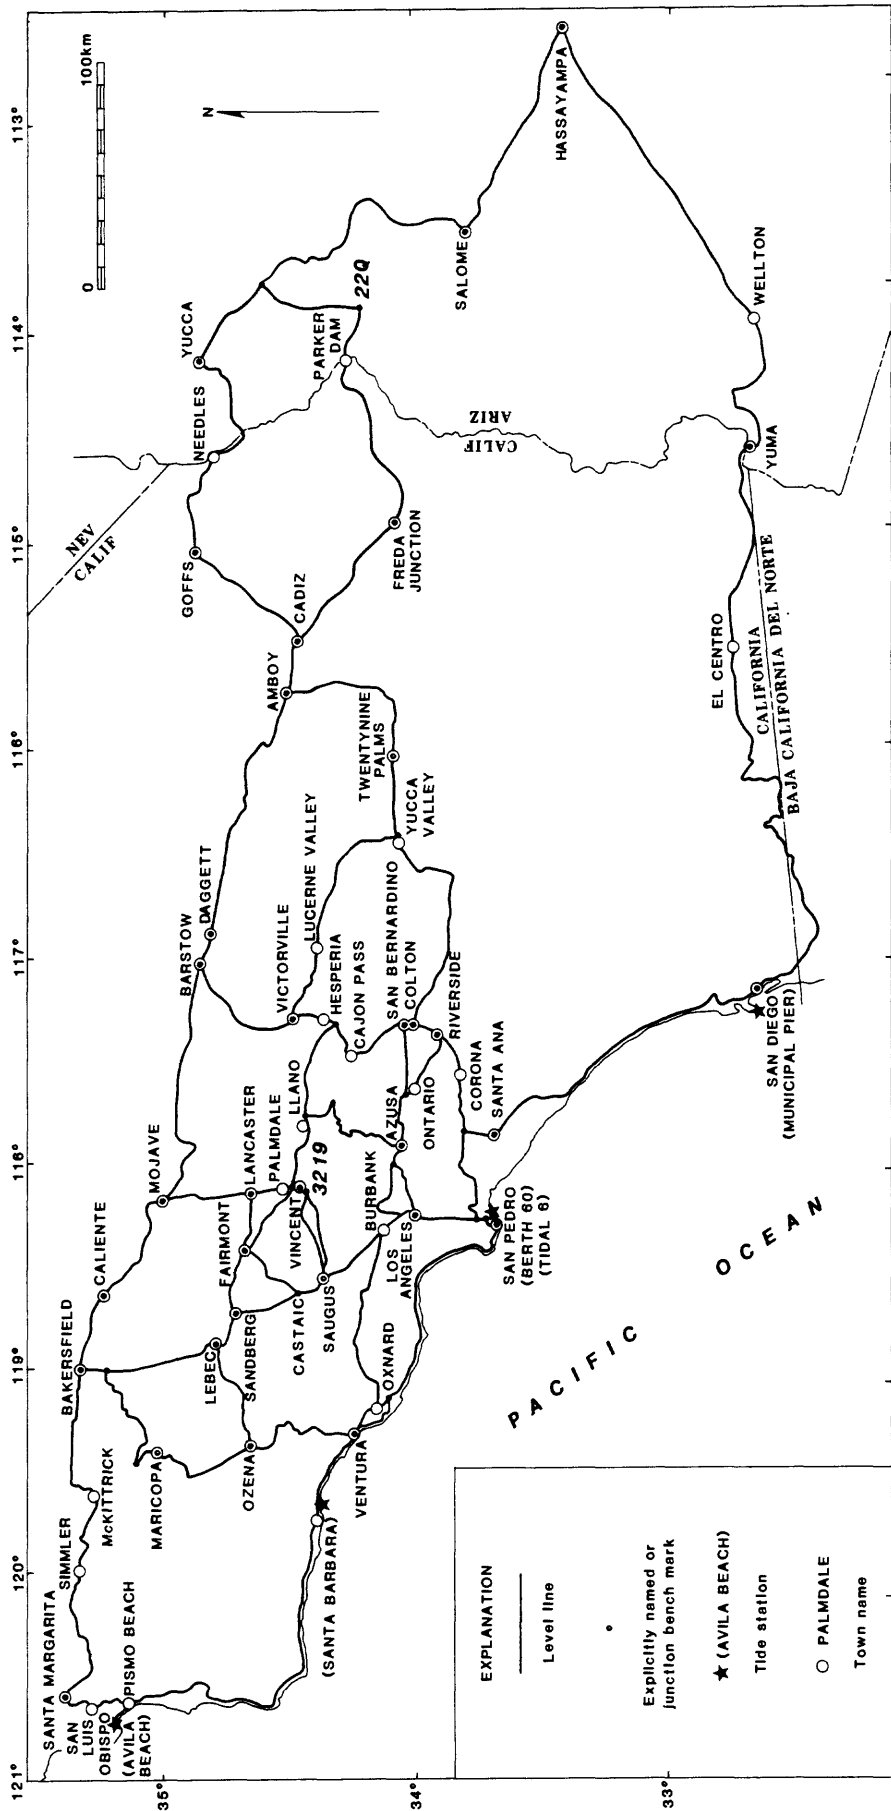 121°
120°
119°
118°
117°
116°
115°
114°
113°
35°
34°
33°
0
100km
N
NEV
CALIF
SANTA MARGARITA
SAN
LUIS
OBISPO
(AVILA
BEACH)
PISMO BEACH
SIMMLER
McKITTRICK
BAKERSFIELD
CALIENTE
MARICOPA
OZENA
LEBEC
SANDBERG
FAIRMONT
MOJAVE
LANCASTER
PALMDALE
VINCENT
3219
LLANO
CASTAIC
SAUGUS
(SANTA BARBARA)
VENTURA
OXNARD
BURBANK
LOS
ANGELES
AZUSA
ONTARIO
SAN PEDRO
(BERTH 60)
(TIDAL 6)
CORONA
SANTA ANA
RIVERSIDE
SAN BERNARDINO
COLTON
CAJON PASS
HESPERIA
VICTORVILLE
LUCERNE VALLEY
BARSTOW
DAGGETT
YUCCA
VALLEY
TWENTYNINE
PALMS
AMBOY
CADIZ
GOFFS
FREDA
JUNCTION
NEEDLES
YUCCA
PARKER
DAM
22Q
SALOME
HASSAYAMPA
ARIZ
CALIF
WELLTON
YUMA
EL CENTRO
CALIFORNIA
BAJA CALIFORNIA DEL NORTE
SAN DIEGO
(MUNICIPAL PIER)
PACIFIC OCEAN
EXPLANATION
Level line
Explicitly named or
junction bench mark
(AVILA BEACH)
Tide station
PALMDALE
Town name